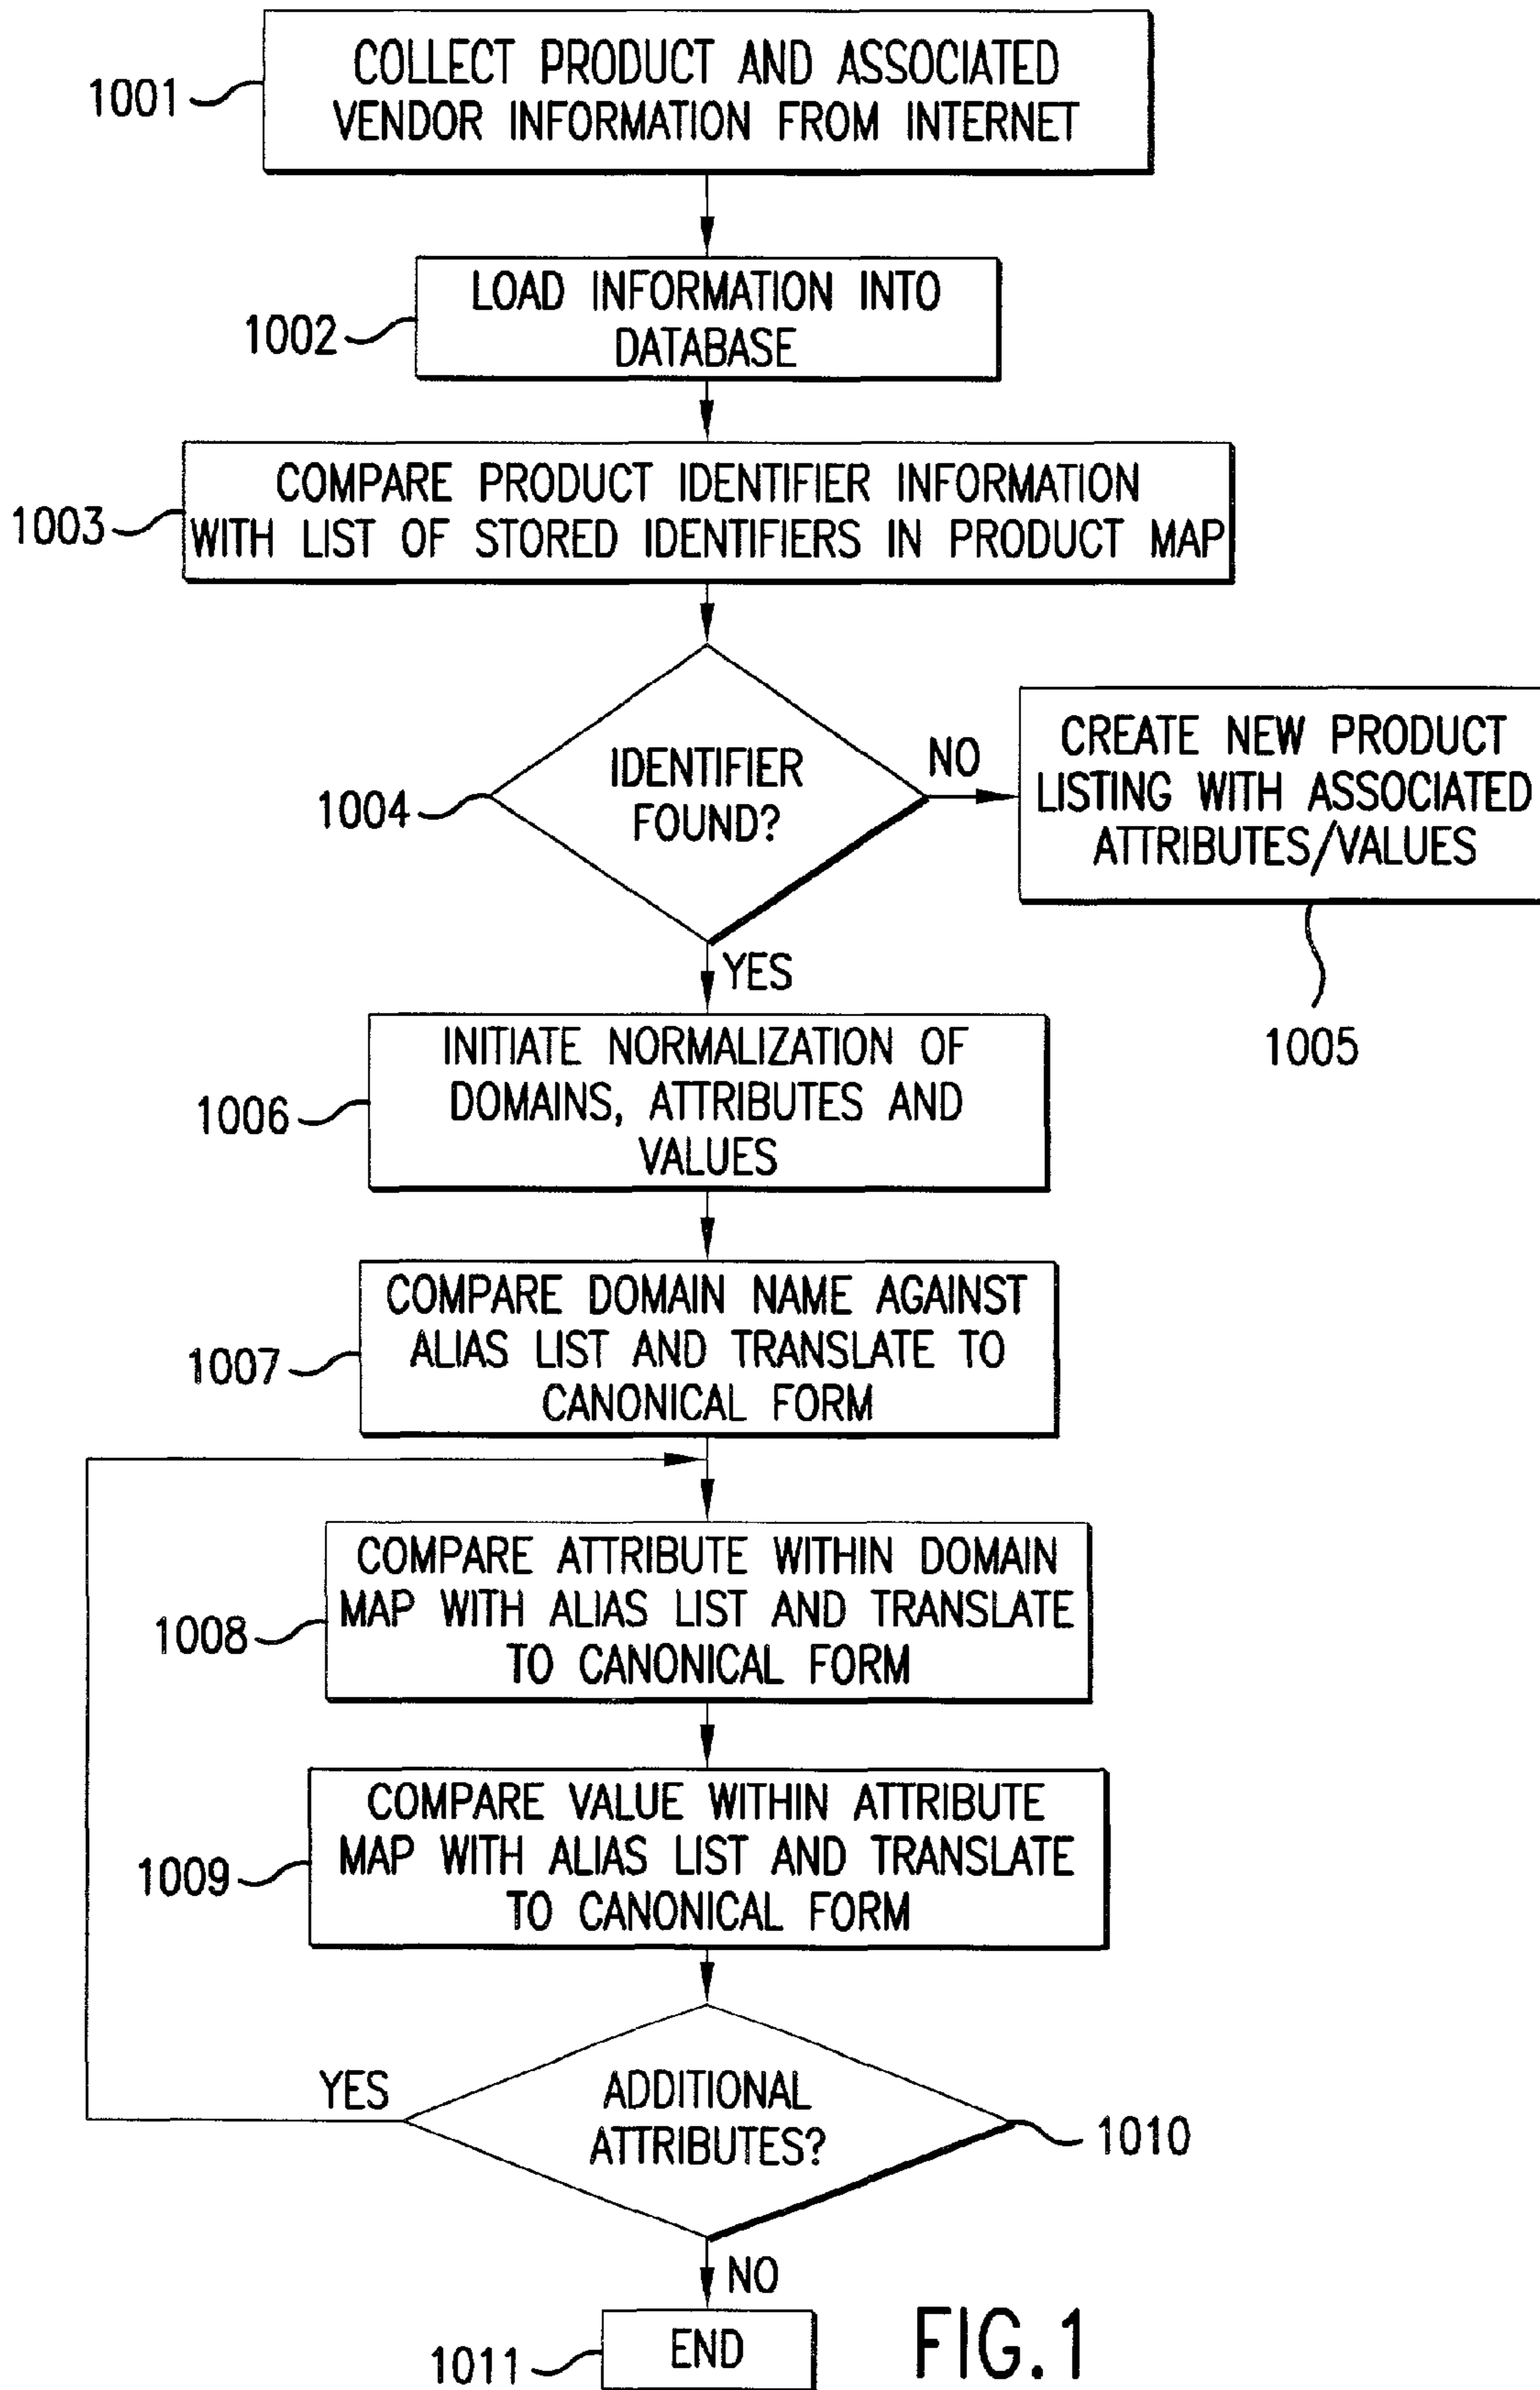 COLLECT PRODUCT AND ASSOCIATED
VENDOR INFORMATION FROM INTERNET
1001
LOAD INFORMATION INTO
DATABASE
1002
COMPARE PRODUCT IDENTIFIER INFORMATION
WITH LIST OF STORED IDENTIFIERS IN PRODUCT MAP
1003
IDENTIFIER
FOUND?
1004
NO
CREATE NEW PRODUCT
LISTING WITH ASSOCIATED
ATTRIBUTES/VALUES
1005
YES
INITIATE NORMALIZATION OF
DOMAINS, ATTRIBUTES AND
VALUES
1006
COMPARE DOMAIN NAME AGAINST
ALIAS LIST AND TRANSLATE TO
CANONICAL FORM
1007
COMPARE ATTRIBUTE WITHIN DOMAIN
MAP WITH ALIAS LIST AND TRANSLATE
TO CANONICAL FORM
1008
COMPARE VALUE WITHIN ATTRIBUTE
MAP WITH ALIAS LIST AND TRANSLATE
TO CANONICAL FORM
1009
YES
ADDITIONAL
ATTRIBUTES?
1010
NO
END
1011
FIG.1